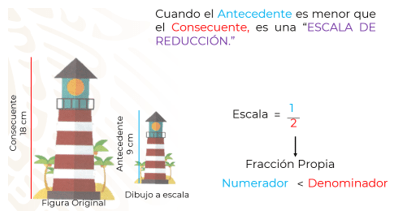 Cuando el Antecedente es menor que
el Consecuente, es una “ESCALA DE
REDUCCIÓN.”
Consecuente
18 cm
Figura Original
Antecedente
9 cm
Dibujo a escala
Escala = 1
2
Fracción Propia
Numerador < Denominador